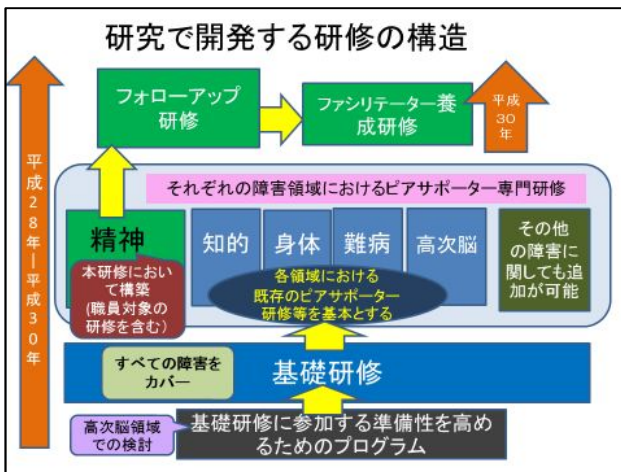 研究で開発する研修の構造
フォローアップ
研修
ファシリテーター養
成研修
平成
30
年
平成28年ー平成30年
それぞれの障害領域におけるピアサポーター専門研修
精神
知的
身体
難病
高次脳
その他
の障害に
関しても追
加が可能
本研修におい
て構築
(職員対象の
研修を含む)
各領域における
既存のピアサポーター
研修等を基本とする
すべての障害を
カバー
基礎研修
高次脳領域
での検討
基礎研修に参加する準備性を高め
るためのプログラム